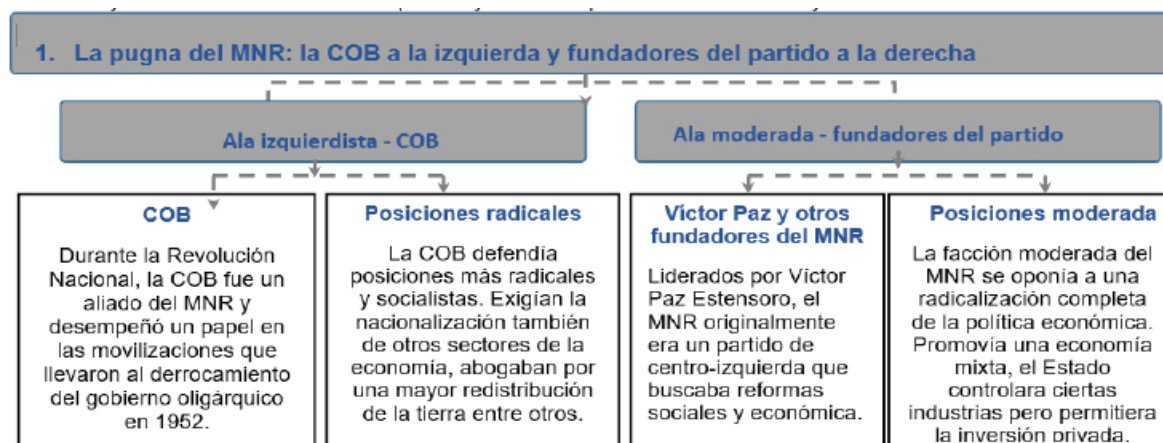 1. La pugna del MNR: la COB a la izquierda y fundadores del partido a la derecha
Ala izquierdista - COB
Ala moderada - fundadores del partido
COB
Durante la Revolución
Nacional, la COB fue un
aliado del MNR y
desempeñó un papel en
las movilizaciones que
llevaron al derrocamiento
del gobierno oligárquico
en 1952.
Posiciones radicales
La COB defendía
posiciones más radicales
y socialistas. Exigían la
nacionalización también
de otros sectores de la
economía, abogaban por
una mayor redistribución
de la tierra entre otros.
Víctor Paz y otros
fundadores del MNR
Liderados por Víctor
Paz Estensoro, el
MNR originalmente
era un partido de
centro-izquierda que
buscaba reformas
sociales y económica.
Posiciones moderada
La facción moderada del
MNR se oponía a una
radicalización completa
de la política económica.
Promovía una economía
mixta, el Estado
controlara ciertas
industrias pero permitiera
la inversión privada.